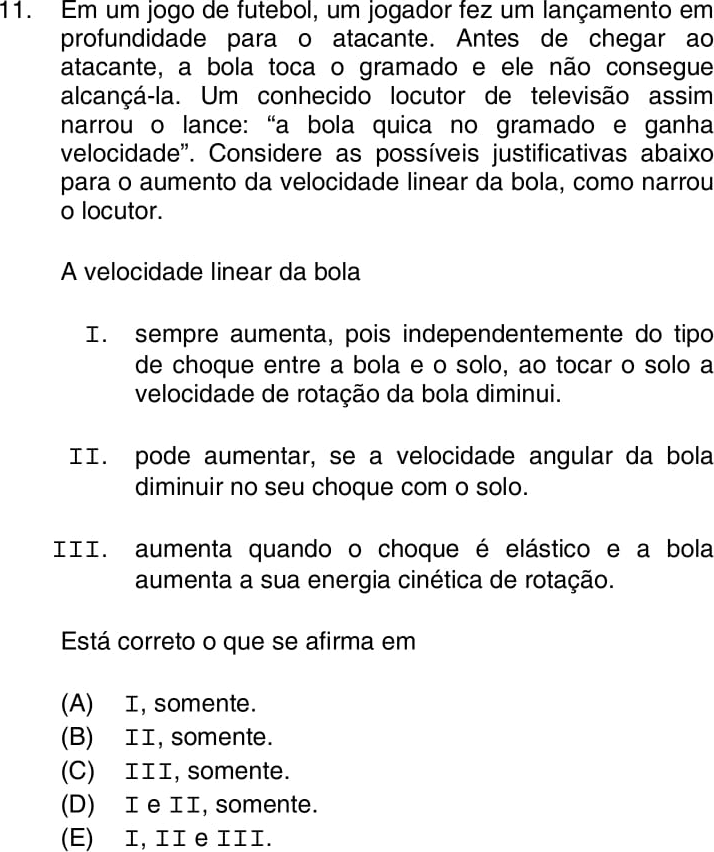 11. Em um jogo de futebol, um jogador fez um lançamento em
profundidade para o atacante. Antes de chegar ao
atacante, a bola toca o gramado e ele não consegue
alcançá-la. Um conhecido locutor de televisão assim
narrou o lance: “a bola quica no gramado e ganha
velocidade”. Considere as possíveis justificativas abaixo
para o aumento da velocidade linear da bola, como narrou
o locutor.
A velocidade linear da bola
I. sempre aumenta, pois independentemente do tipo
de choque entre a bola e o solo, ao tocar o solo a
velocidade de rotação da bola diminui.
II. pode aumentar, se a velocidade angular da bola
diminuir no seu choque com o solo.
III. aumenta quando o choque é elástico e a bola
aumenta a sua energia cinética de rotação.
Está correto o que se afirma em
(A) I, somente.
(B) II, somente.
(C) III, somente.
(D) I e II, somente.
(E) I, II e III.